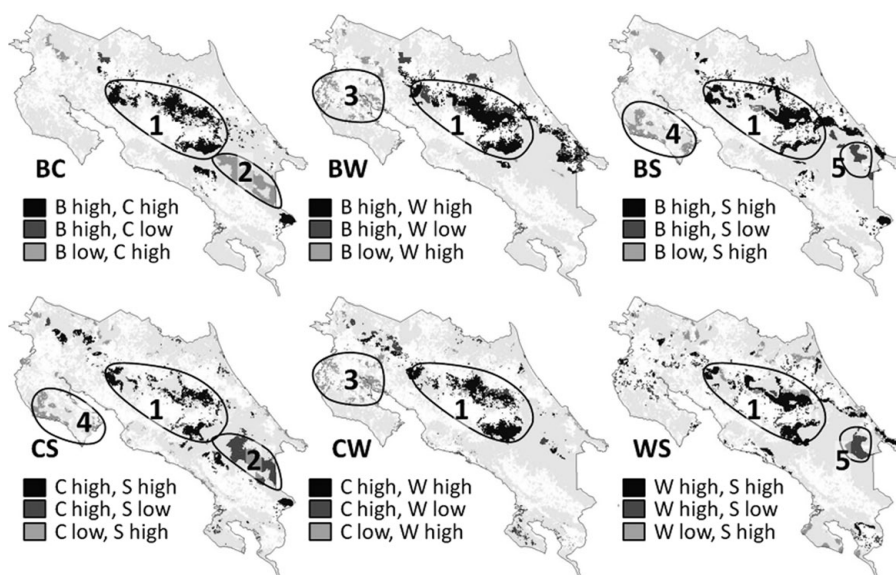 1
2
BC
B high, C high
B high, C low
B low, C high
3
1
BW
B high, W high
B high, W low
B low, W high
1
4
5
BS
B high, S high
B high, S low
B low, S high
1
4
2
CS
C high, S high
C high, S low
C low, S high
3
1
CW
C high, W high
C high, W low
C low, W high
1
5
WS
W high, S high
W high, S low
W low, S high